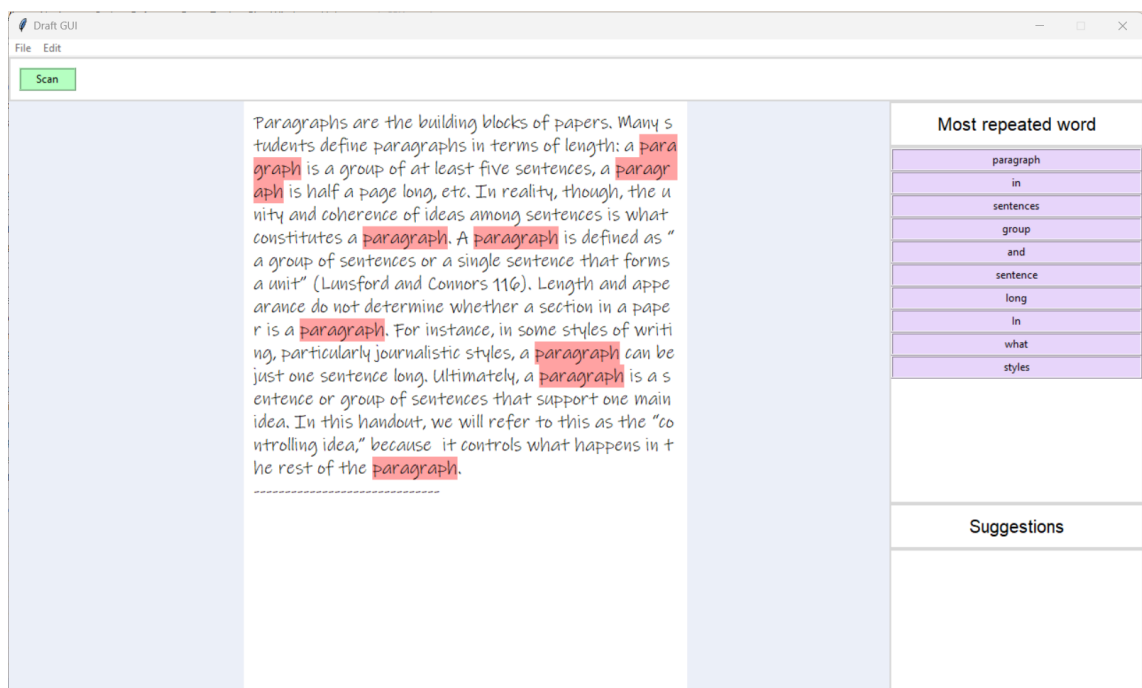 Draft GUI
File Edit
Scan
Paragraphs are the building blocks of papers. Many s
tudents define paragraphs in terms of length: a para
graph is a group of at least five sentences, a paragr
aph is half a page long, etc. In reality, though, the u
nity and coherence of ideas among sentences is what
constitutes a paragraph. A paragraph is defined as “
a group of sentences or a single sentence that forms
a unit” (Lunsford and Connors 116). Length and appe
arance do not determine whether a section in a pape
r is a paragraph. For instance, in some styles of writi
ng, particularly journalistic styles, a paragraph can be
just one sentence long. Ultimately, a paragraph is a s
entence or group of sentences that support one main
idea. In this handout, we will refer to this as the “co
ntrolling idea,” because  it controls what happens in t
he rest of the paragraph.
------------------------------
Most repeated word
paragraph
in
sentences
group
and
sentence
long
In
what
styles
Suggestions